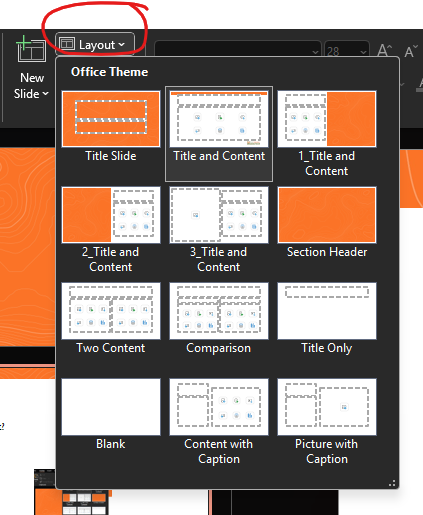 Layout
28
A
A
New
Slide
Office Theme
Title Slide
Title and Content
1_Title and
Content
2_Title and
Content
3_Title and
Content
Section Header
Two Content
Comparison
Title Only
Blank
Content with
Caption
Picture with
Caption